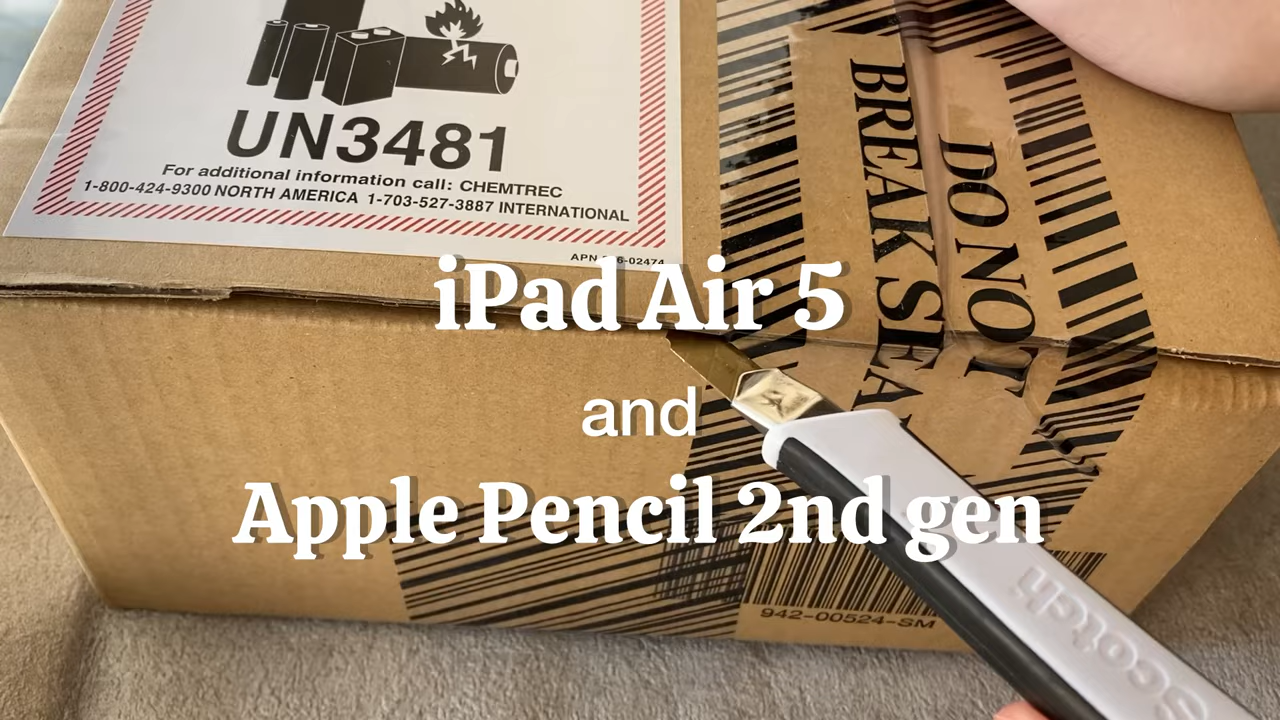 UN3481
For additional information call: CHEMTREC
1-800-424-9300 NORTH AMERICA 1-703-527-3887 INTERNATIONAL
APN
DO NOT
BREAK SEA
iPad Air 5
and
Apple Pencil 2nd gen
942-00524-SM
Scotch